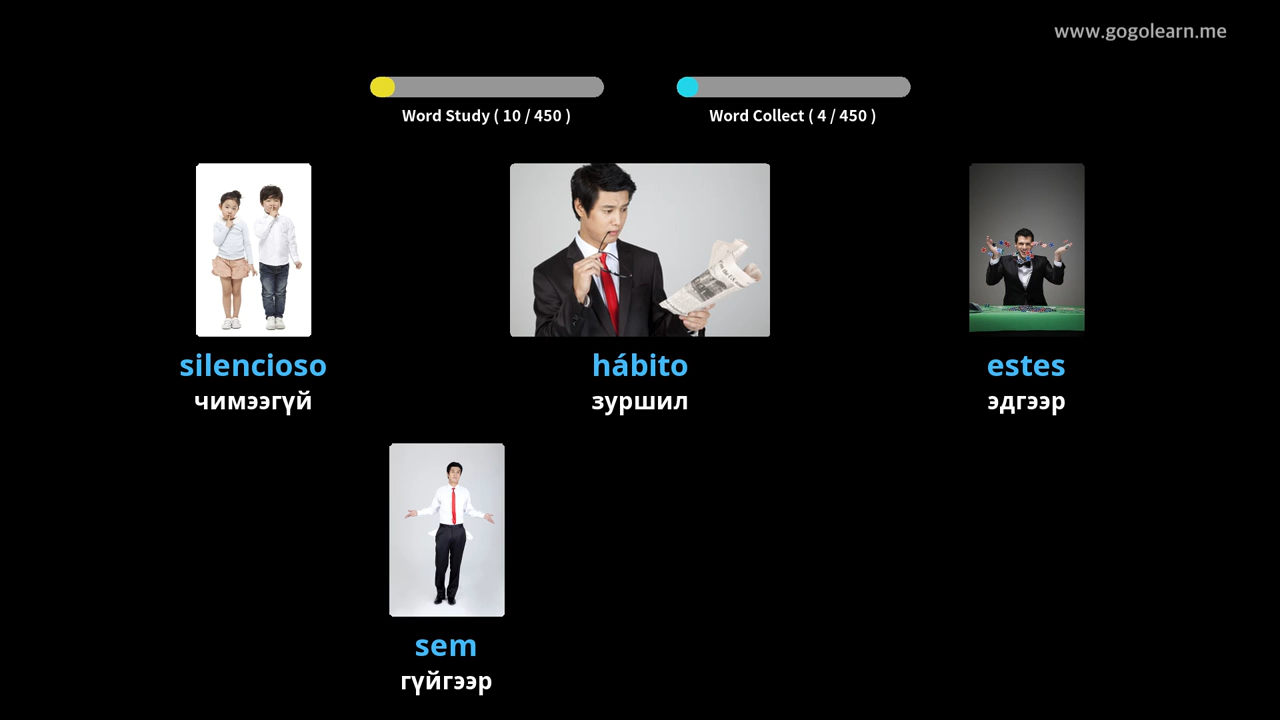 www.gogolearn.me
Word Study ( 10 / 450 )
Word Collect ( 4 / 450 )
silencioso
чимээгүй
hábito
зуршил
estes
эдгээр
sem
гүйгээр